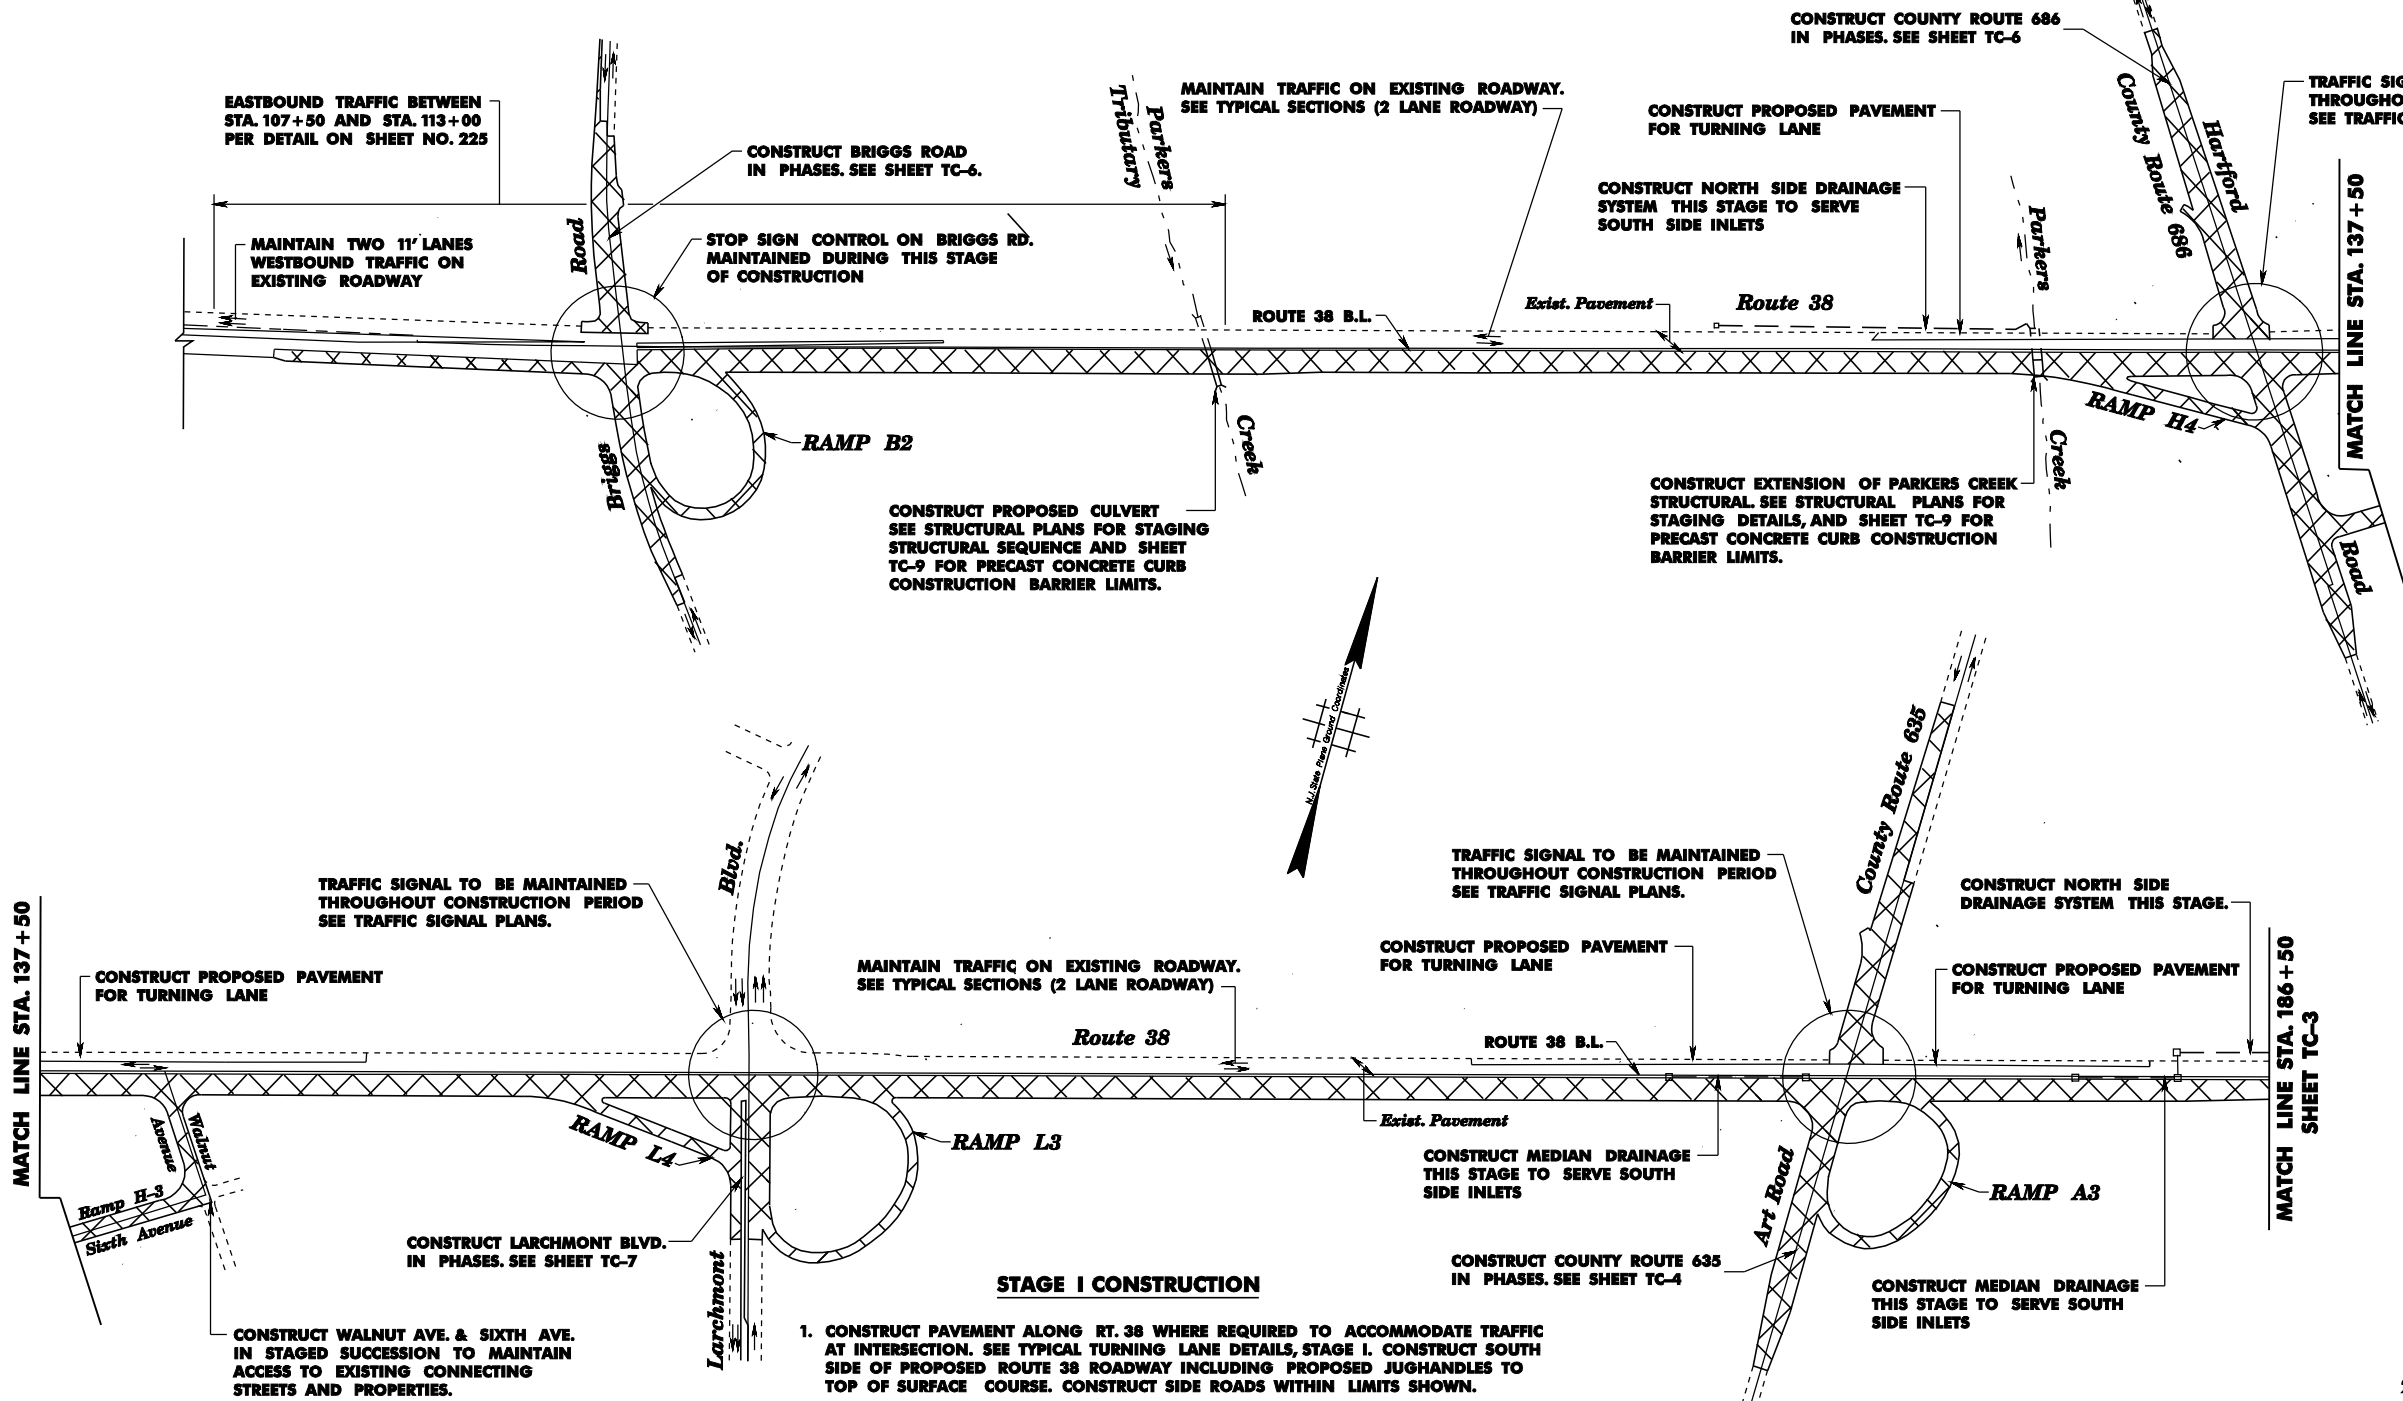 CONSTRUCT COUNTY ROUTE 686
IN PHASES. SEE SHEET TC-6
EASTBOUND TRAFFIC BETWEEN
STA. 107+50 AND STA. 113+00
PER DETAIL ON SHEET NO. 225
MAINTAIN TWO 11' LANES
WESTBOUND TRAFFIC ON
EXISTING ROADWAY
Road
CONSTRUCT BRIGGS ROAD
IN PHASES. SEE SHEET TC-6.
STOP SIGN CONTROL ON BRIGGS RD.
MAINTAINED DURING THIS STAGE
OF CONSTRUCTION
Tributary
Parkers
MAINTAIN TRAFFIC ON EXISTING ROADWAY.
SEE TYPICAL SECTIONS (2 LANE ROADWAY)
CONSTRUCT PROPOSED PAVEMENT
FOR TURNING LANE
CONSTRUCT NORTH SIDE DRAINAGE
SYSTEM THIS STAGE TO SERVE
SOUTH SIDE INLETS
Parkers
County Route 686
Hartford
TRAFFIC
THROUGHO
SEE TRAFFIC
MATCH LINE STA. 137+50
ROUTE 38 B.L.
Exist. Pavement
Route 38
RAMP B2
Briggs
Creek
RAMP H4
Creek
Road
CONSTRUCT PROPOSED CULVERT
SEE STRUCTURAL PLANS FOR STAGING
STRUCTURAL SEQUENCE AND SHEET
TC-9 FOR PRECAST CONCRETE CURB
CONSTRUCTION BARRIER LIMITS.
CONSTRUCT EXTENSION OF PARKERS CREEK
STRUCTURAL. SEE STRUCTURAL PLANS FOR
STAGING DETAILS, AND SHEET TC-9 FOR
PRECAST CONCRETE CURB CONSTRUCTION
BARRIER LIMITS.
N.J. State Plane Ground Coordinates
MATCH LINE STA. 137+50
CONSTRUCT PROPOSED PAVEMENT
FOR TURNING LANE
TRAFFIC SIGNAL TO BE MAINTAINED
THROUGHOUT CONSTRUCTION PERIOD
SEE TRAFFIC SIGNAL PLANS.
Blvd.
MAINTAIN TRAFFIC ON EXISTING ROADWAY.
SEE TYPICAL SECTIONS (2 LANE ROADWAY)
Route 38
TRAFFIC SIGNAL TO BE MAINTAINED
THROUGHOUT CONSTRUCTION PERIOD
SEE TRAFFIC SIGNAL PLANS.
County Route 635
CONSTRUCT PROPOSED PAVEMENT
FOR TURNING LANE
CONSTRUCT NORTH SIDE
DRAINAGE SYSTEM THIS STAGE.
CONSTRUCT PROPOSED PAVEMENT
FOR TURNING LANE
ROUTE 38 B.L.
MATCH LINE STA. 186+50
SHEET TC-3
Avenue
Walnut
Ramp H-3
Sixth Avenue
RAMP L4
RAMP L3
Exist. Pavement
CONSTRUCT MEDIAN DRAINAGE
THIS STAGE TO SERVE SOUTH
SIDE INLETS
Art Road
RAMP A3
CONSTRUCT LARCHMONT BLVD.
IN PHASES. SEE SHEET TC-7
Larchmont
CONSTRUCT COUNTY ROUTE 635
IN PHASES. SEE SHEET TC-4
CONSTRUCT MEDIAN DRAINAGE
THIS STAGE TO SERVE SOUTH
SIDE INLETS
CONSTRUCT WALNUT AVE. & SIXTH AVE.
IN STAGED SUCCESSION TO MAINTAIN
ACCESS TO EXISTING CONNECTING
STREETS AND PROPERTIES.
STAGE I CONSTRUCTION
1. CONSTRUCT PAVEMENT ALONG RT. 38 WHERE REQUIRED TO ACCOMMODATE TRAFFIC
AT INTERSECTION. SEE TYPICAL TURNING LANE DETAILS, STAGE I. CONSTRUCT SOUTH
SIDE OF PROPOSED ROUTE 38 ROADWAY INCLUDING PROPOSED JUGHANDLES TO
TOP OF SURFACE COURSE. CONSTRUCT SIDE ROADS WITHIN LIMITS SHOWN.